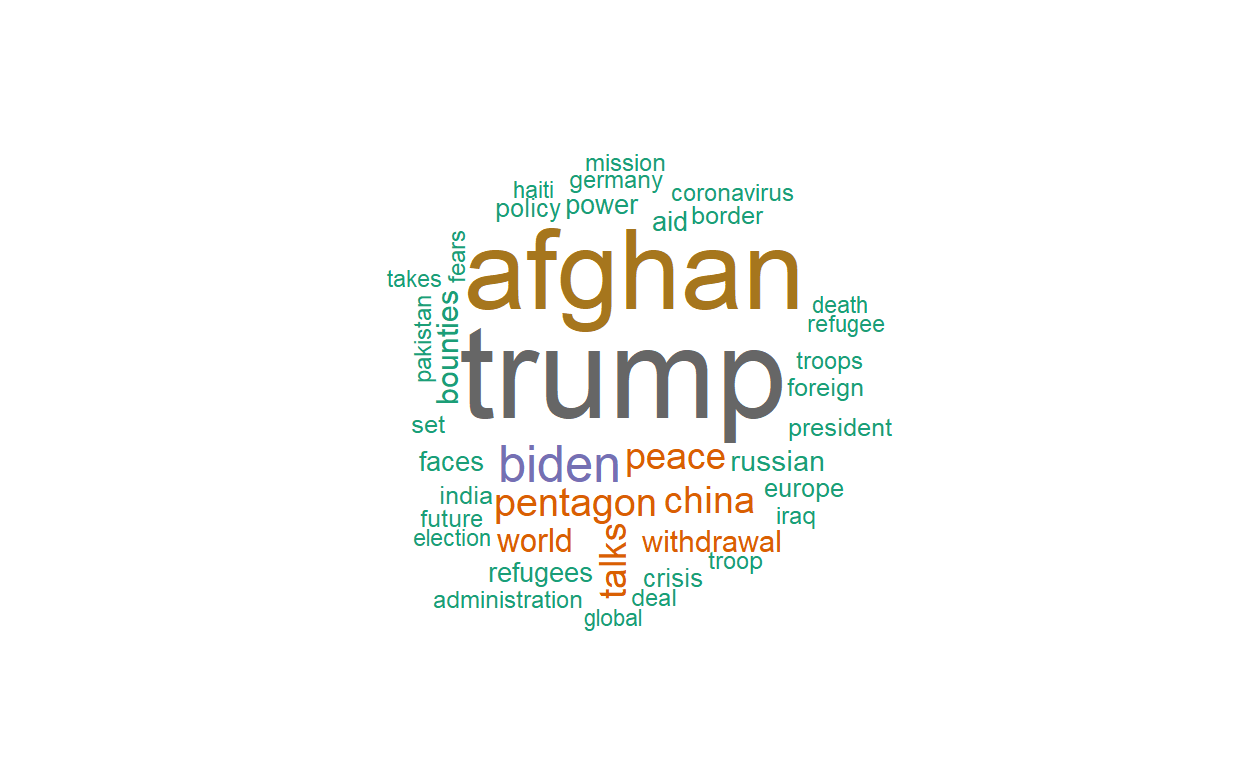 mission
germany
haiti
coronavirus
policy
power
aid
border
fears
afghan
takes
bounties
pakistan
death
refugee
trump
troops
foreign
set
president
faces
biden
peace
russian
india
pentagon
china
europe
future
iraq
election
world
talks
withdrawal
troop
refugees
crisis
administration
deal
global